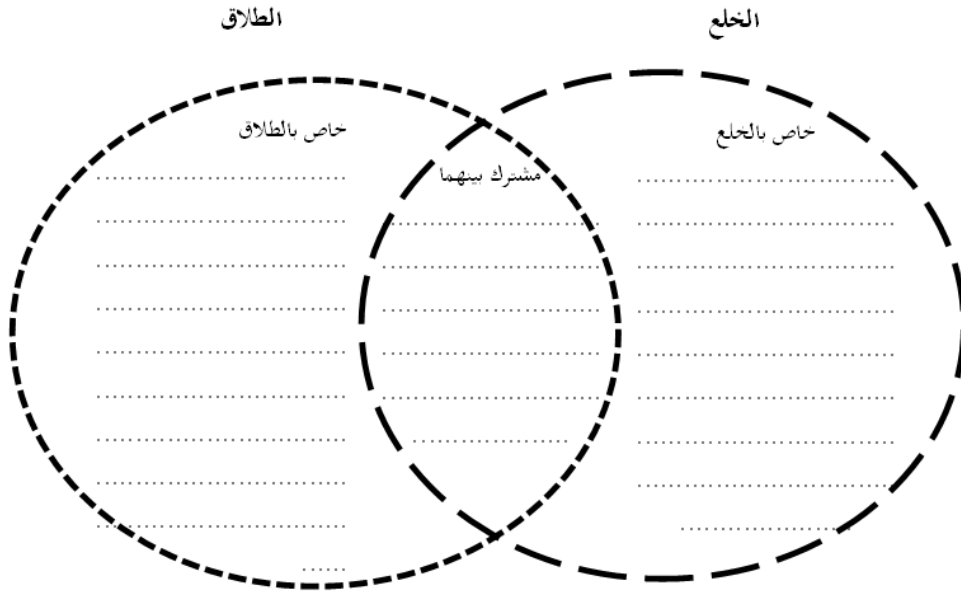 الخلع
الطلاق
خاص بالخلع
مشترك بينهما
خاص بالطلاق